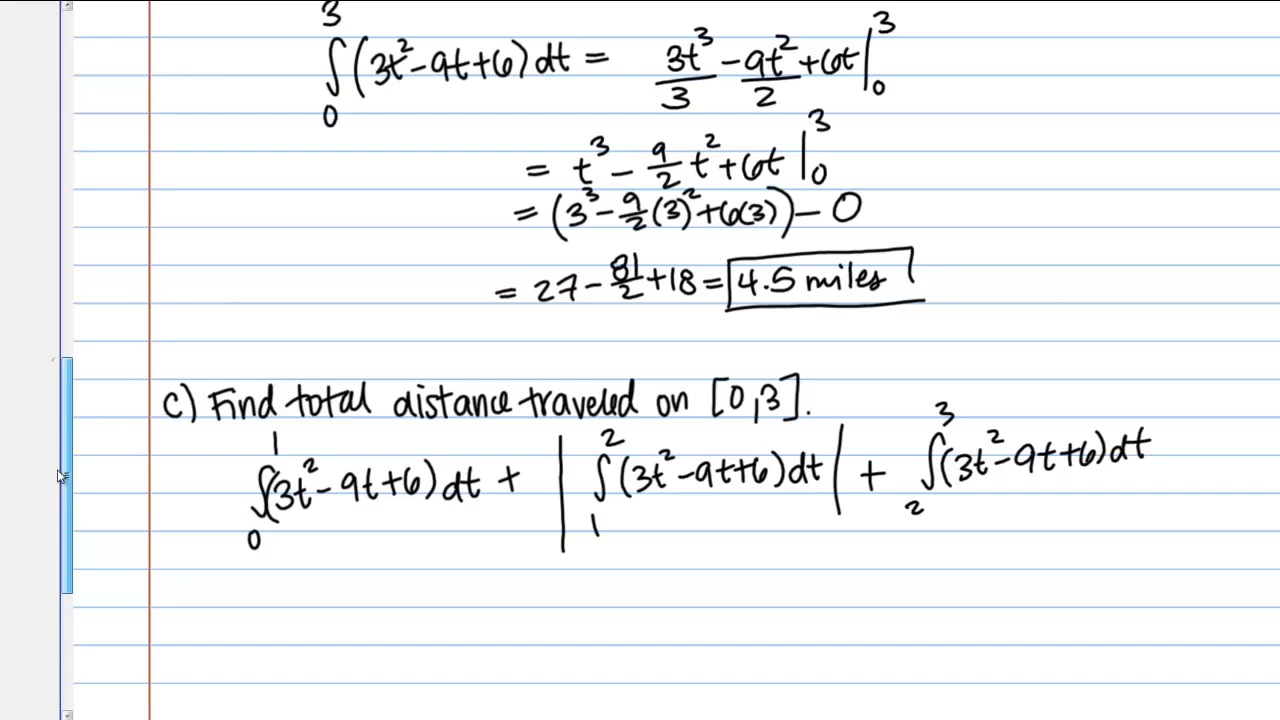 ∫₀³ (3t² - 9t + 6) dt = 3t³/3 - 9t²/2 + 6t |₀³
= t³ - 9/2 t² + 6t |₀³
= (3³ - 9/2 (3)² + 6(3)) - 0
= 27 - 81/2 + 18 = 4.5 miles
c) Find total distance traveled on [0,3].
∫₀¹ (3t² - 9t + 6) dt + | ∫₁² (3t² - 9t + 6) dt | + ∫₂³ (3t² - 9t + 6) dt